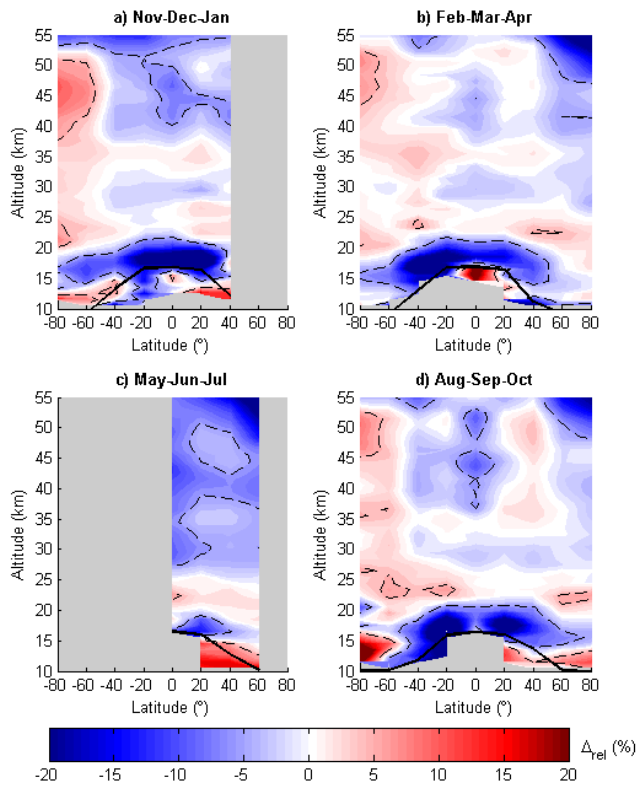 a) Nov-Dec-Jan
b) Feb-Mar-Apr
55
50
45
40
35
30
25
20
15
10
Altitude (km)
-80 -60 -40 -20 0 20 40 60 80
Latitude (°)
55
50
45
40
35
30
25
20
15
10
Altitude (km)
-80 -60 -40 -20 0 20 40 60 80
Latitude (°)
c) May-Jun-Jul
d) Aug-Sep-Oct
55
50
45
40
35
30
25
20
15
10
Altitude (km)
-80 -60 -40 -20 0 20 40 60 80
Latitude (°)
55
50
45
40
35
30
25
20
15
10
Altitude (km)
-80 -60 -40 -20 0 20 40 60 80
Latitude (°)
Δrel (%)
-20 -15 -10 -5 0 5 10 15 20